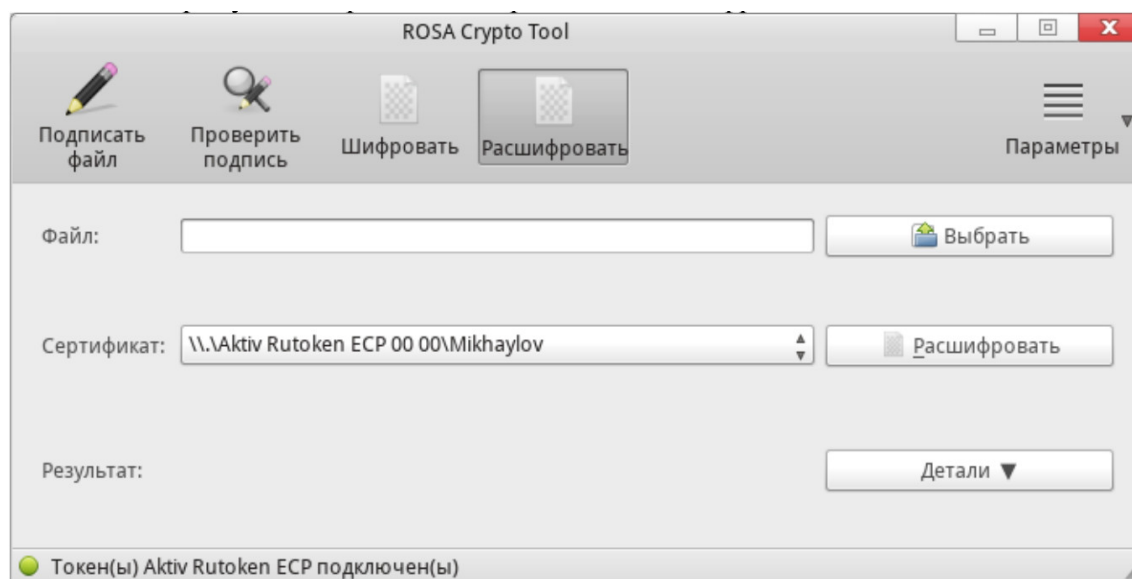 ROSA Crypto Tool
Подписать
файл
Проверить
подпись
Шифровать
Расшифровать
Параметры
Файл:
Выбрать
Сертификат:
\\.\Aktiv Rutoken ECP 00 00\Mikhaylov
Расшифровать
Результат:
Детали ▼
Токен(ы) Aktiv Rutoken ECP подключен(ы)